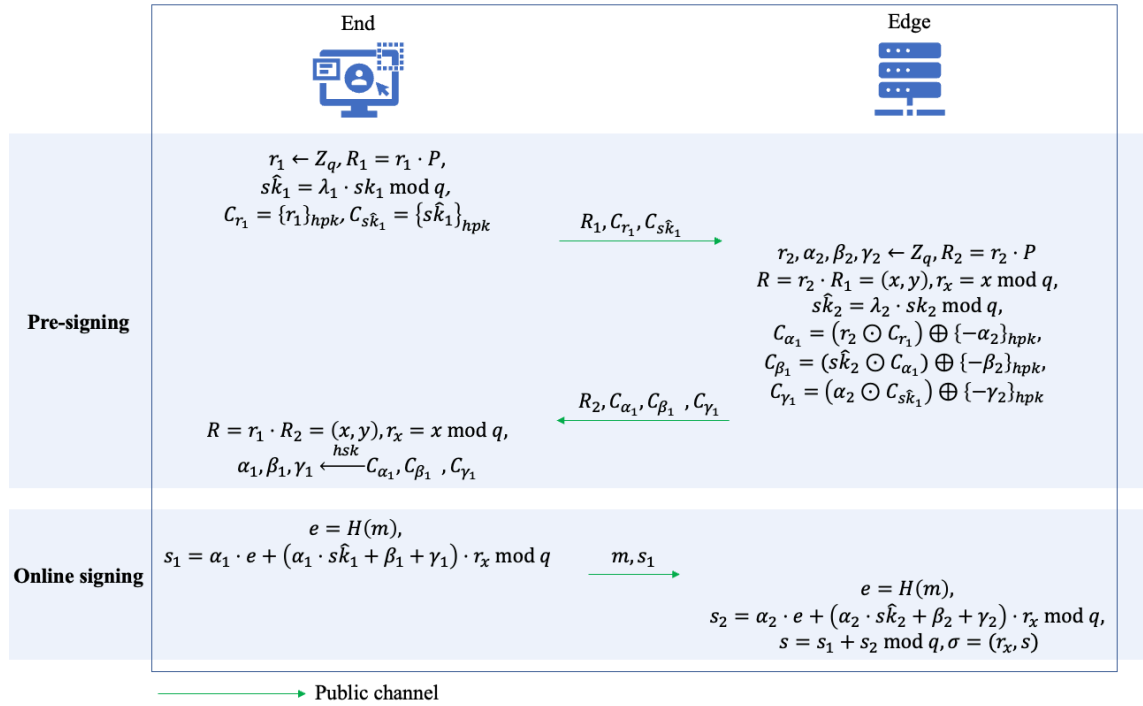 End
Edge
Pre-signing
r₁ ← Z_q, R₁ = r₁ · P,
sk̂₁ = λ₁ · sk₁ mod q,
C_{r₁} = {r₁}_{hpk}, C_{sk̂₁} = {sk̂₁}_{hpk}
R₁, C_{r₁}, C_{sk̂₁}
r₂, α₂, β₂, γ₂ ← Z_q, R₂ = r₂ · P
R = r₂ · R₁ = (x, y), r_x = x mod q,
sk̂₂ = λ₂ · sk₂ mod q,
C_{α₁} = (r₂ ⊙ C_{r₁}) ⊕ {−α₂}_{hpk},
C_{β₁} = (sk̂₂ ⊙ C_{α₁}) ⊕ {−β₂}_{hpk},
C_{γ₁} = (α₂ ⊙ C_{sk̂₁}) ⊕ {−γ₂}_{hpk}
R₂, C_{α₁}, C_{β₁} , C_{γ₁}
R = r₁ · R₂ = (x, y), r_x = x mod q,
hsk
α₁, β₁, γ₁ ⟵ C_{α₁}, C_{β₁} , C_{γ₁}
Online signing
e = H(m),
s₁ = α₁ · e + (α₁ · sk̂₁ + β₁ + γ₁) · r_x mod q
m, s₁
e = H(m),
s₂ = α₂ · e + (α₂ · sk̂₂ + β₂ + γ₂) · r_x mod q,
s = s₁ + s₂ mod q, σ = (r_x, s)
Public channel